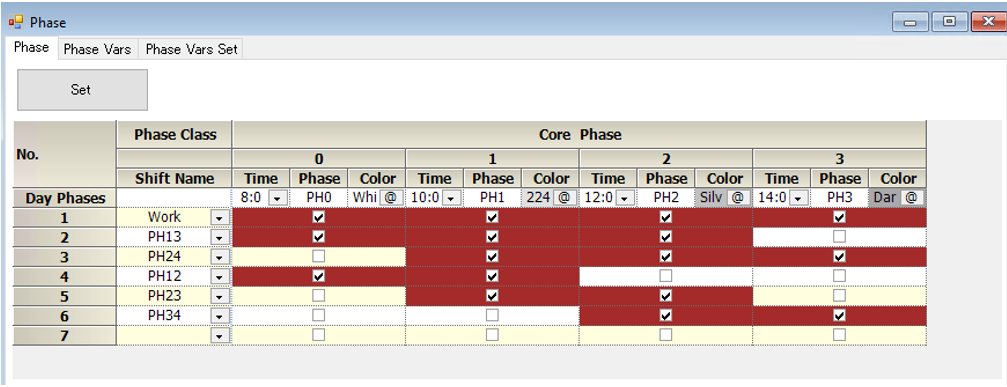 Phase
Phase Phase Vars Phase Vars Set
Set
No. Phase Class Core Phase
0 1 2 3
Shift Name Time Phase Color Time Phase Color Time Phase Color Time Phase Color
Day Phases 8:0 PH0 Whi @ 10:0 PH1 224 @ 12:0 PH2 Silv @ 14:0 PH3 Dar @
1 Work
2 PH13
3 PH24
4 PH12
5 PH23
6 PH34
7